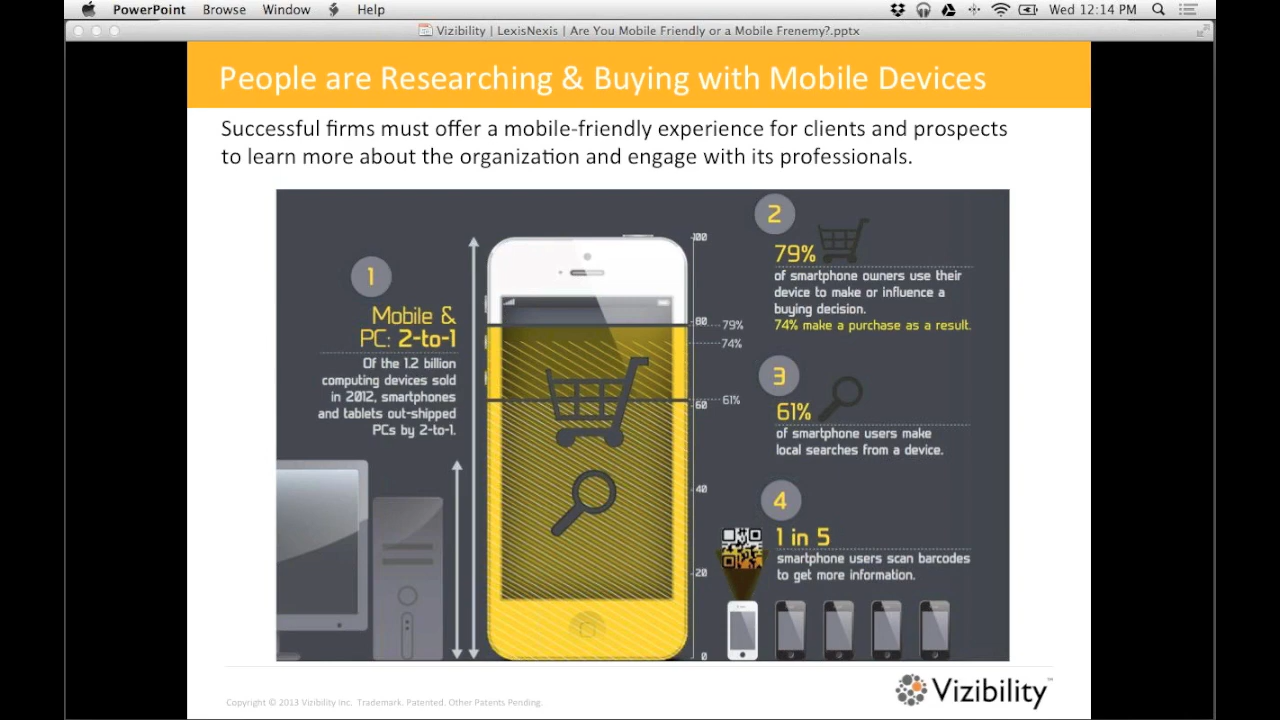 PowerPoint Browse Window Help Wed 12:14 PM
Vizibility | LexisNexis | Are You Mobile Friendly or a Mobile Frenemy?.pptx
People are Researching & Buying with Mobile Devices
Successful firms must offer a mobile-friendly experience for clients and prospects
to learn more about the organization and engage with its professionals.
1
Mobile &
PC: 2-to-1
Of the 1.2 billion
computing devices sold
in 2012, smartphones
and tablets out-shipped
PCs by 2-to-1.
100
80
79%
74%
61%
60
40
20
0
2
79%
of smartphone owners use their
device to make or influence a
buying decision.
74% make a purchase as a result.
3
61%
of smartphone users make
local searches from a device.
4
1 in 5
smartphone users scan barcodes
to get more information.
Copyright © 2013 Vizibility Inc. Trademark. Patented. Other Patents Pending.
Vizibility™